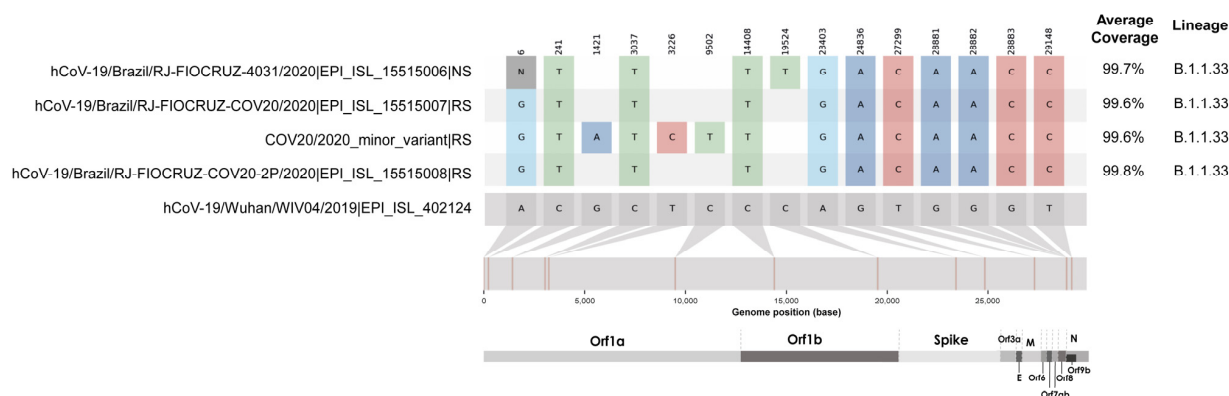 6 241 1421 3037 3226 9502 14408 19524 23403 24836 27299 28881 28882 28883 29148 Average Coverage Lineage
hCoV-19/Brazil/RJ-FIOCRUZ-4031/2020|EPI_ISL_15515006|NS N T T T T G A C A A C C 99.7% B.1.1.33
hCoV-19/Brazil/RJ-FIOCRUZ-COV20/2020|EPI_ISL_15515007|RS G T T T G A C A A C C 99.6% B.1.1.33
COV20/2020_minor_variant|RS G T A T C T T G A C A A C C 99.6% B.1.1.33
hCoV-19/Brazil/RJ-FIOCRUZ-COV20-2P/2020|EPI_ISL_15515008|RS G T T T G A C A A C C 99.8% B.1.1.33
hCoV-19/Wuhan/WIV04/2019|EPI_ISL_402124 A C G C T C C C A G T G G G T
0 5,000 10,000 15,000 20,000 25,000
Genome position (base)
Orf1a Orf1b Spike Orf3a M N
E Orf6 Orf8 Orf9b
Orf7ab